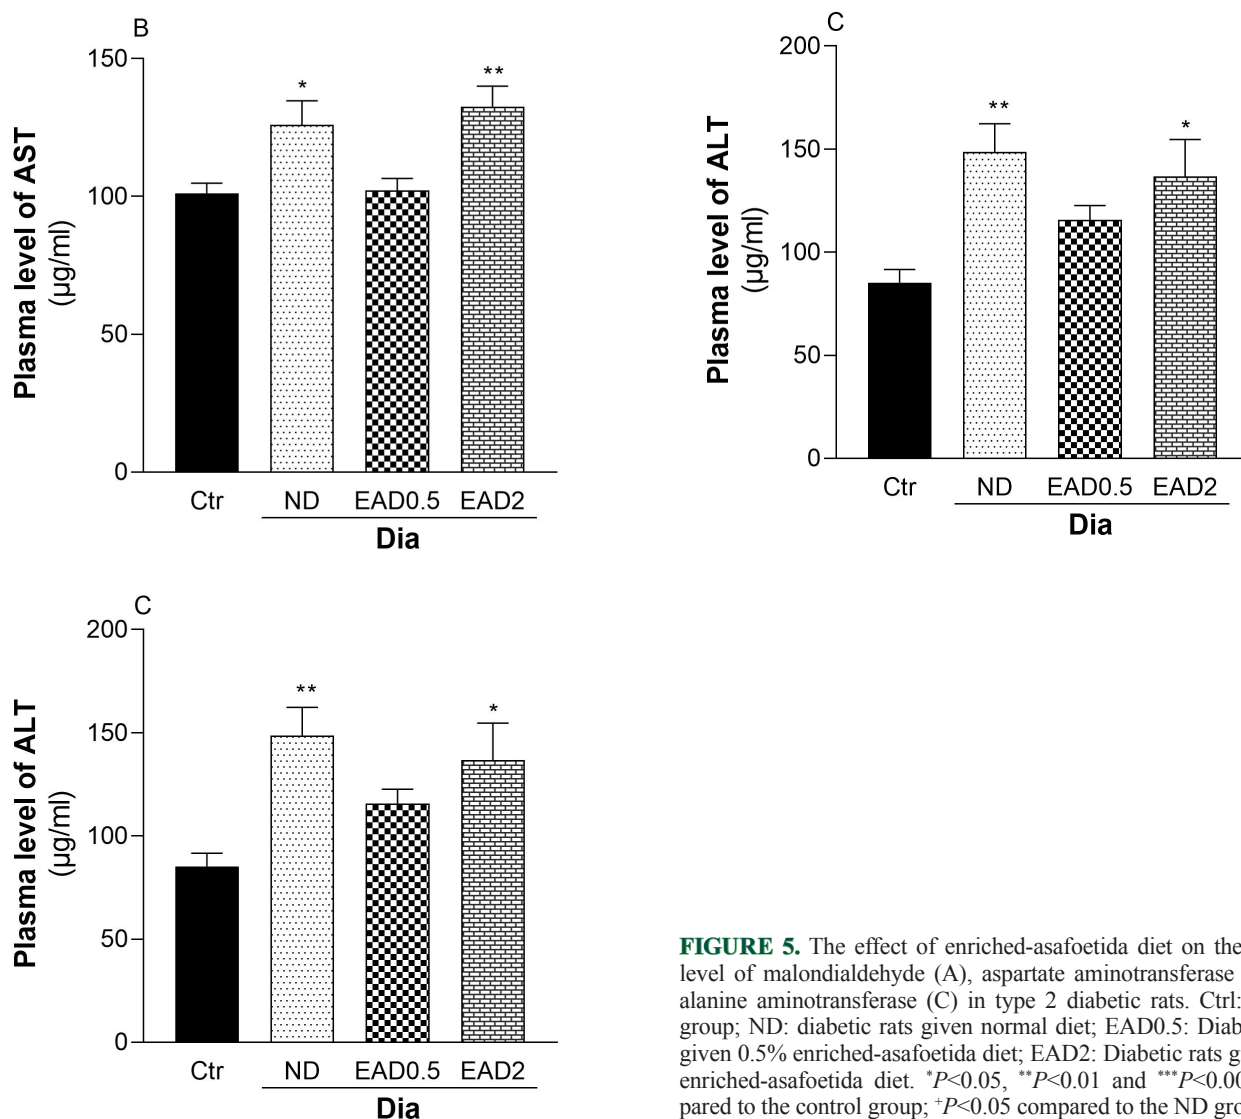 B
Plasma level of AST
(µg/ml)
150
100
50
0
*
**
Ctr ND EAD0.5 EAD2
Dia
C
Plasma level of ALT
(µg/ml)
200
150
100
50
0
**
*
Ctr ND EAD0.5 EAD2
Dia
C
Plasma level of ALT
(µg/ml)
200
150
100
50
0
**
*
Ctr ND EAD0.5 EAD2
Dia
FIGURE 5. The effect of enriched-asafoetida diet on the
level of malondialdehyde (A), aspartate aminotransferase
alanine aminotransferase (C) in type 2 diabetic rats. Ctrl:
group; ND: diabetic rats given normal diet; EAD0.5: Diab
given 0.5% enriched-asafoetida diet; EAD2: Diabetic rats g
enriched-asafoetida diet. *P<0.05, **P<0.01 and ***P<0.00
pared to the control group; +P<0.05 compared to the ND gro